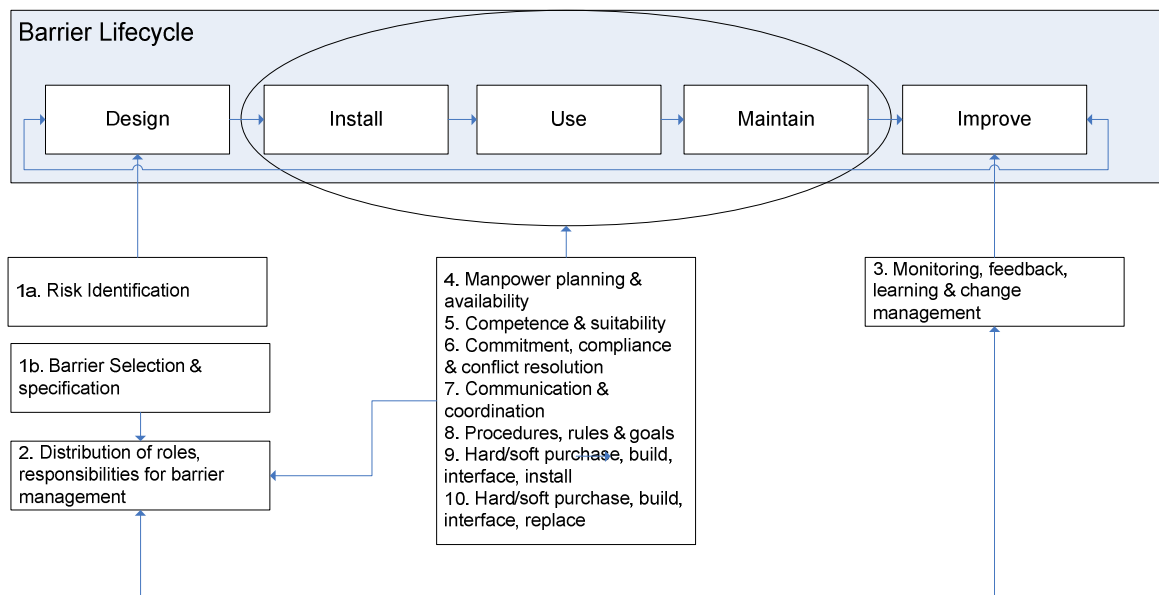 Barrier Lifecycle
Design
Install
Use
Maintain
Improve
1a. Risk Identification
1b. Barrier Selection &
specification
2. Distribution of roles,
responsibilities for barrier
management
4. Manpower planning &
availability
5. Competence & suitability
6. Commitment, compliance
& conflict resolution
7. Communication &
coordination
8. Procedures, rules & goals
9. Hard/soft purchase, build,
interface, install
10. Hard/soft purchase, build,
interface, replace
3. Monitoring, feedback,
learning & change
management